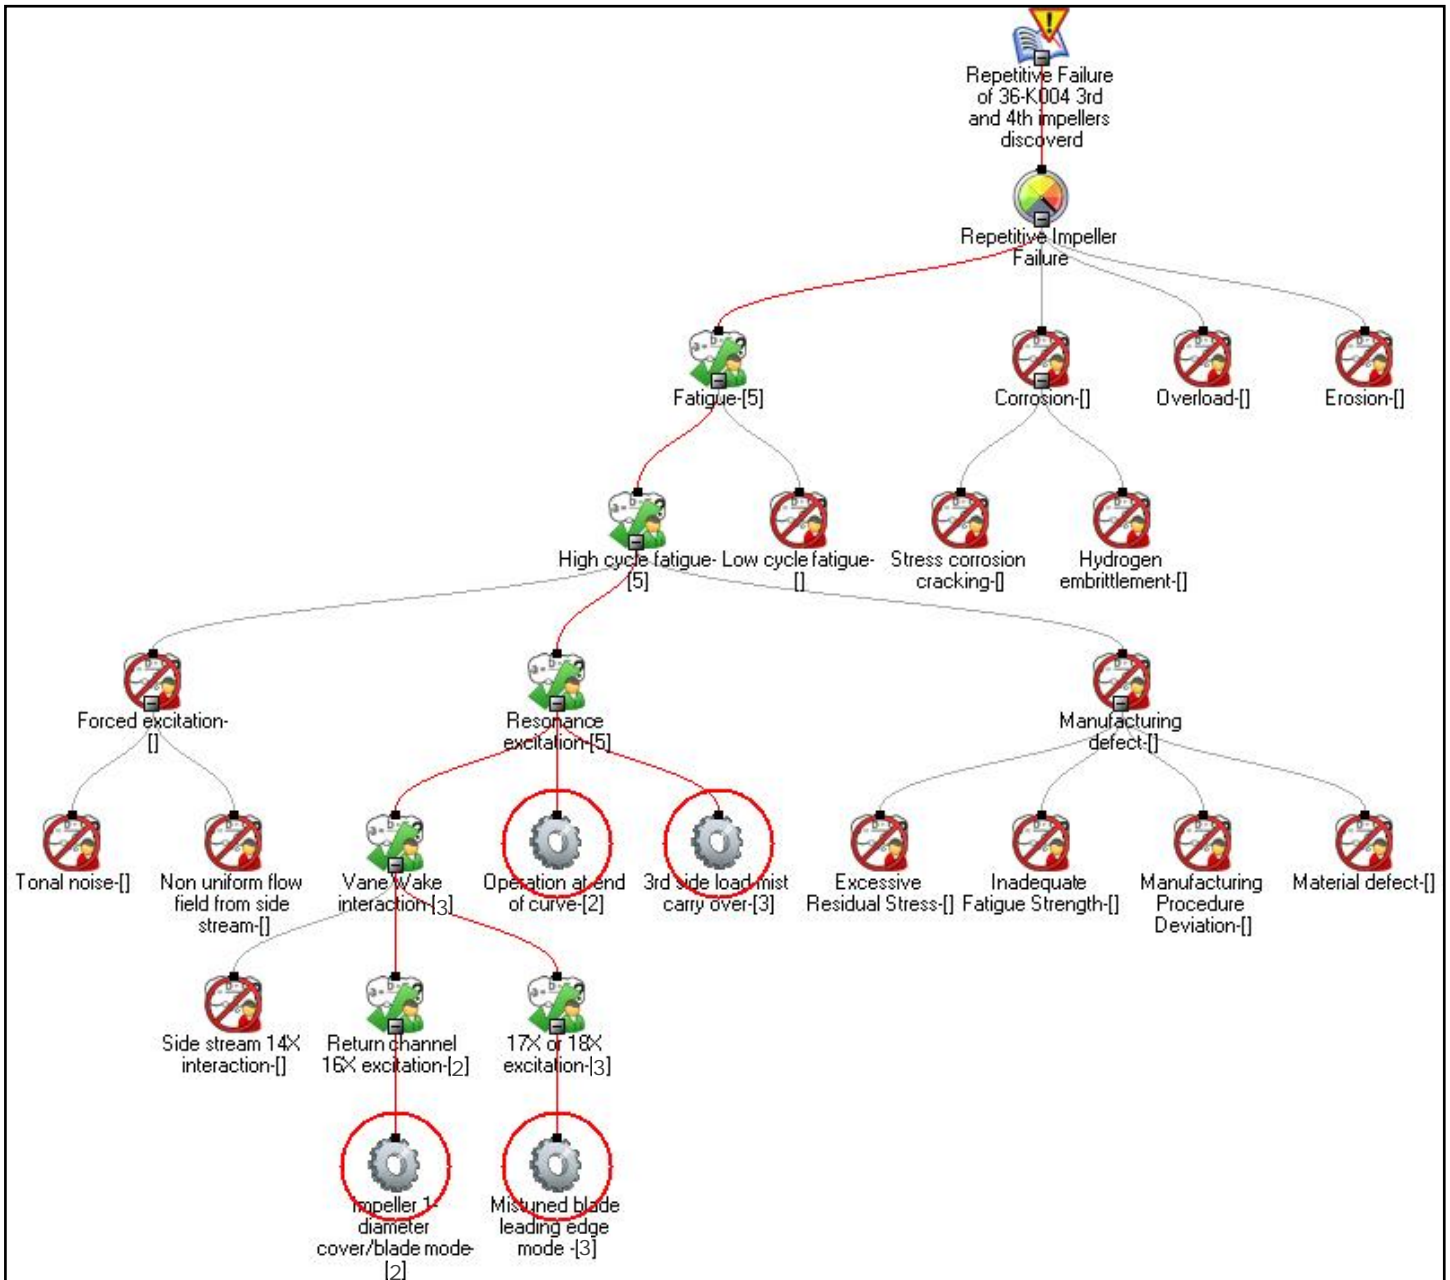 Repetitive Failure
of 36-K004 3rd
and 4th impellers
discoverd
Repetitive Impeller
Failure
Fatigue-[5]
Corrosion-[]
Overload-[]
Erosion-[]
High cycle fatigue-
[5]
Low cycle fatigue-
[]
Stress corrosion
cracking-[]
Hydrogen
embrittlement-[]
Forced excitation-
[]
Resonance
excitation-[5]
Manufacturing
defect-[]
Tonal noise-[]
Non uniform flow
field from side
stream-[]
Vane Wake
interaction-[3]
Operation at end
of curve-[2]
3rd side load mist
carry over-[3]
Excessive
Residual Stress-[]
Inadequate
Fatigue Strength-[]
Manufacturing
Procedure
Deviation-[]
Material defect-[]
Side stream 14X
interaction-[]
Return channel
16X excitation-[2]
17X or 18X
excitation-[3]
Impeller 1-
diameter
cover/blade mode-
[2]
Mistuned blade
leading edge
mode -[3]